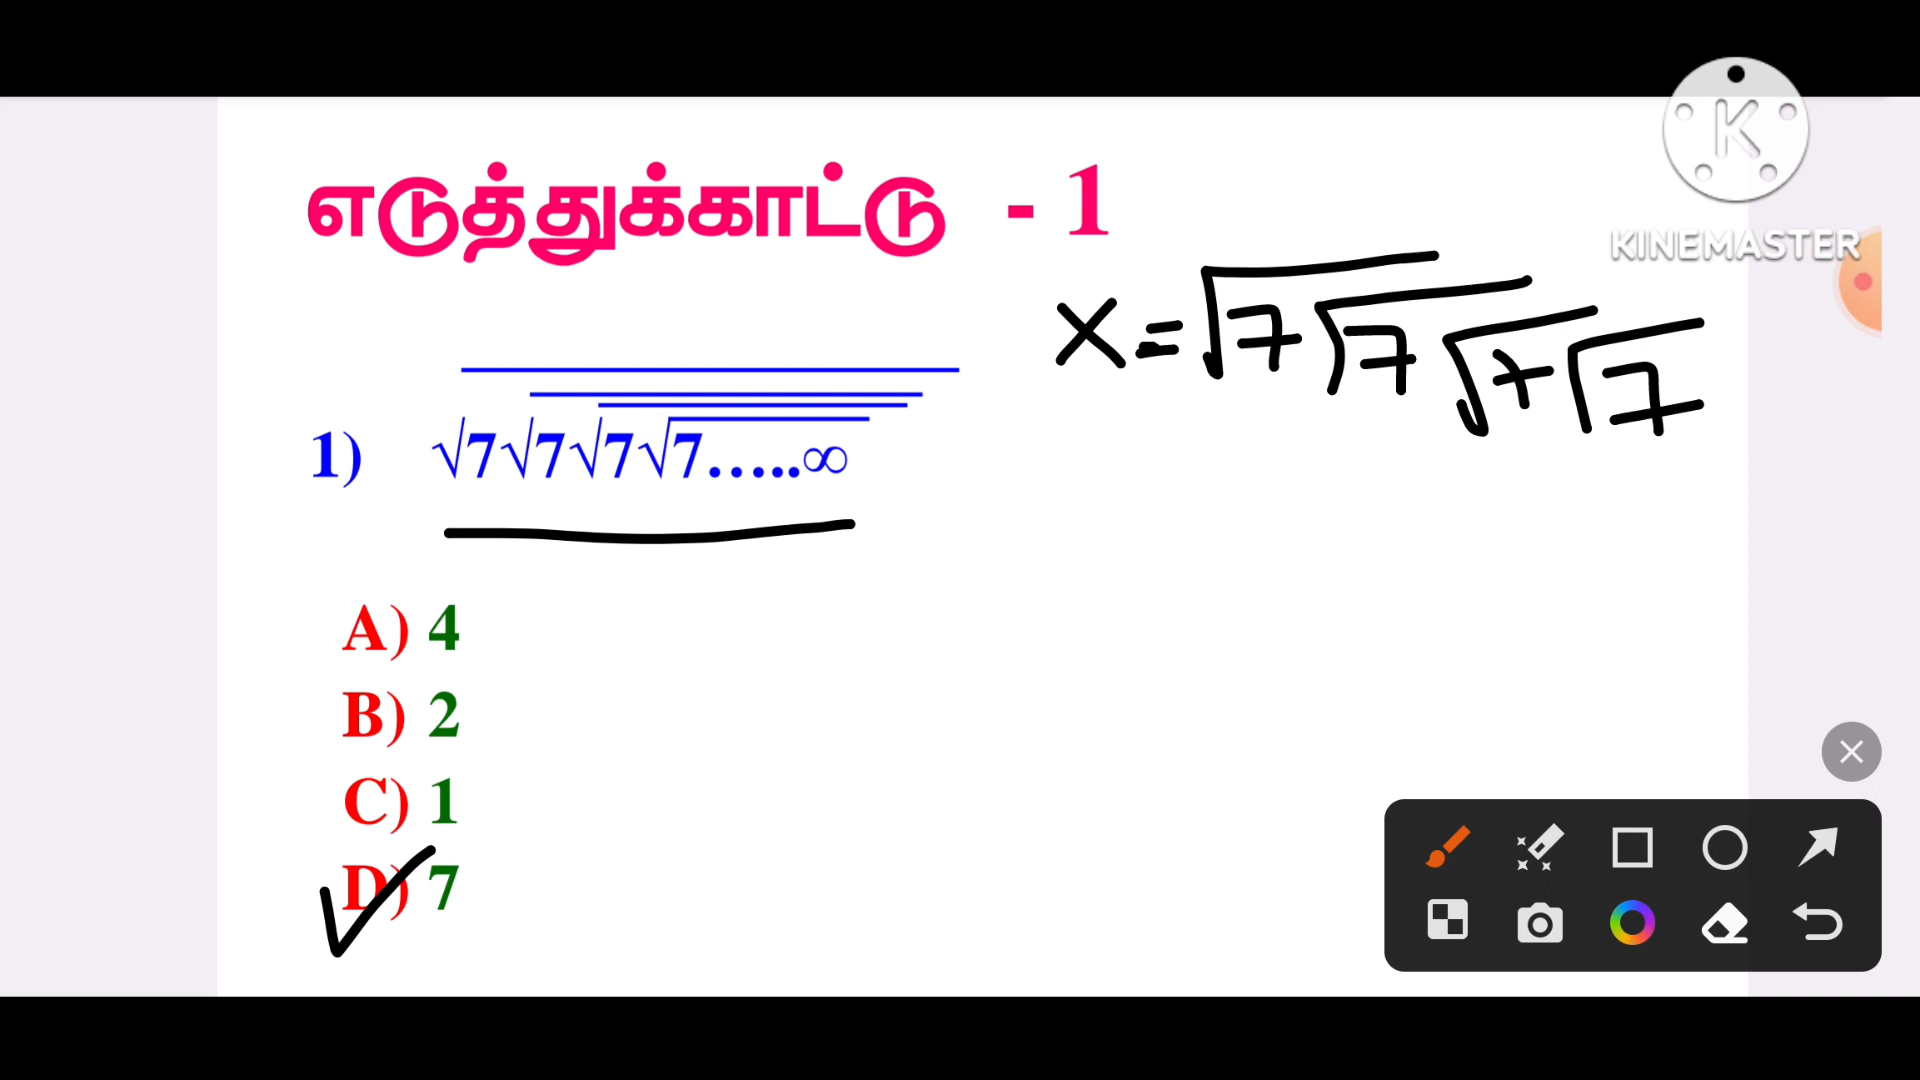 எடுத்துக்காட்டு - 1
KINEMASTER
x=√7√7√7√7
1) √7√7√7√7.....∞
A) 4
B) 2
C) 1
D) 7